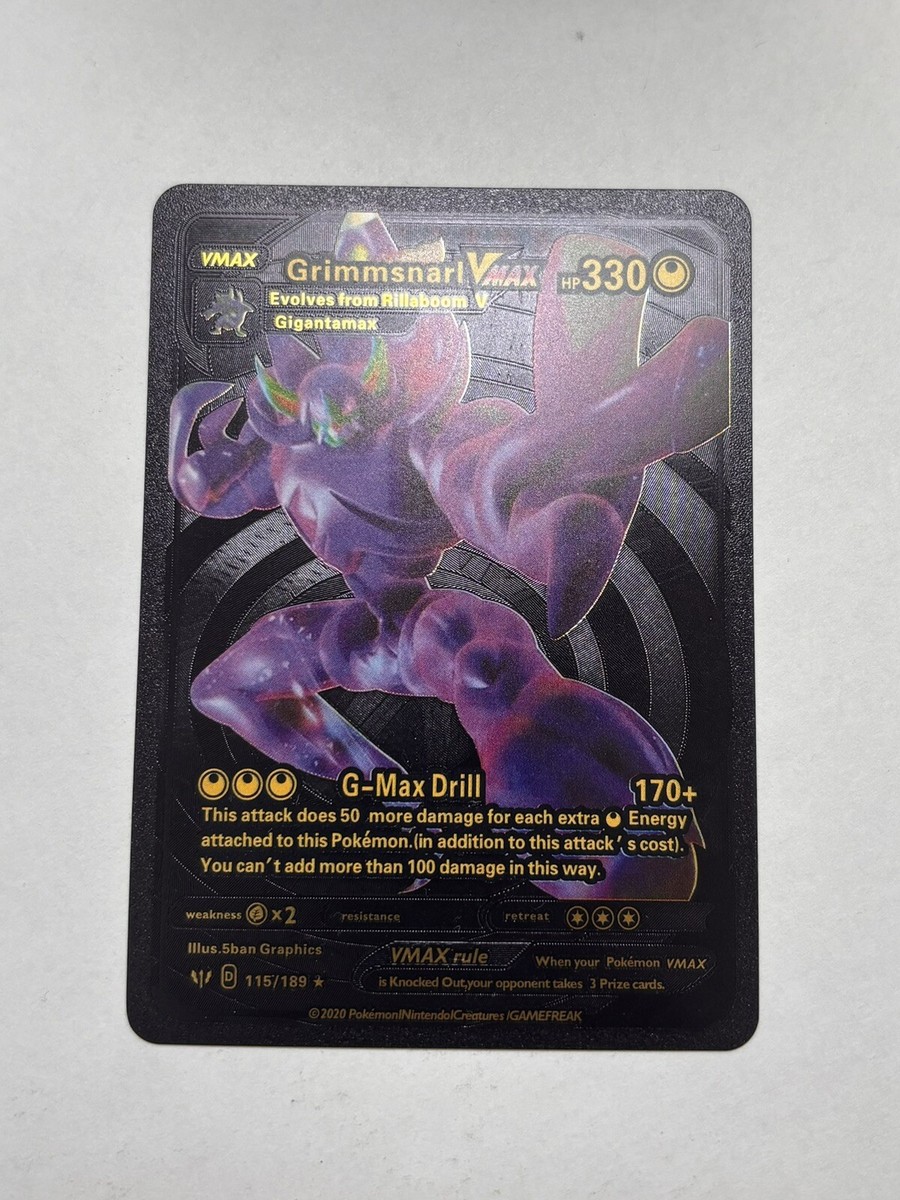 VMAX
Grimmsnarl VMAX HP 330
Evolves from Rillaboom V
Gigantamax
G-Max Drill 170+
This attack does 50 more damage for each extra Energy
attached to this Pokémon.(in addition to this attack's cost).
You can't add more than 100 damage in this way.
weakness x2 resistance retreat
Illus.5ban Graphics
VMAX rule When your Pokémon VMAX
D 115/189 is Knocked Out,your opponent takes 3 Prize cards.
©2020 Pokémon/Nintendo/Creatures /GAMEFREAK